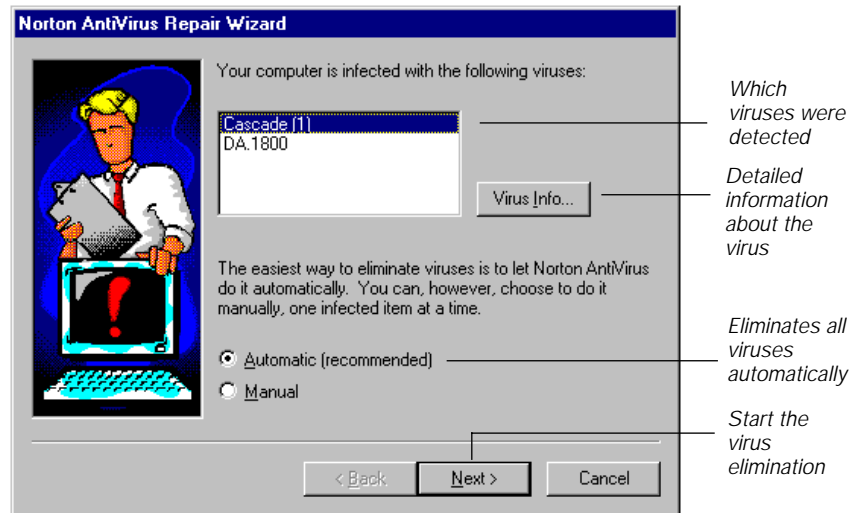 Norton AntiVirus Repair Wizard
Your computer is infected with the following viruses:
Cascade (1)
DA.1800
Virus Info...
The easiest way to eliminate viruses is to let Norton AntiVirus
do it automatically. You can, however, choose to do it
manually, one infected item at a time.
Automatic (recommended)
Manual
< Back
Next >
Cancel
Which
viruses were
detected
Detailed
information
about the
virus
Eliminates all
viruses
automatically
Start the
virus
elimination